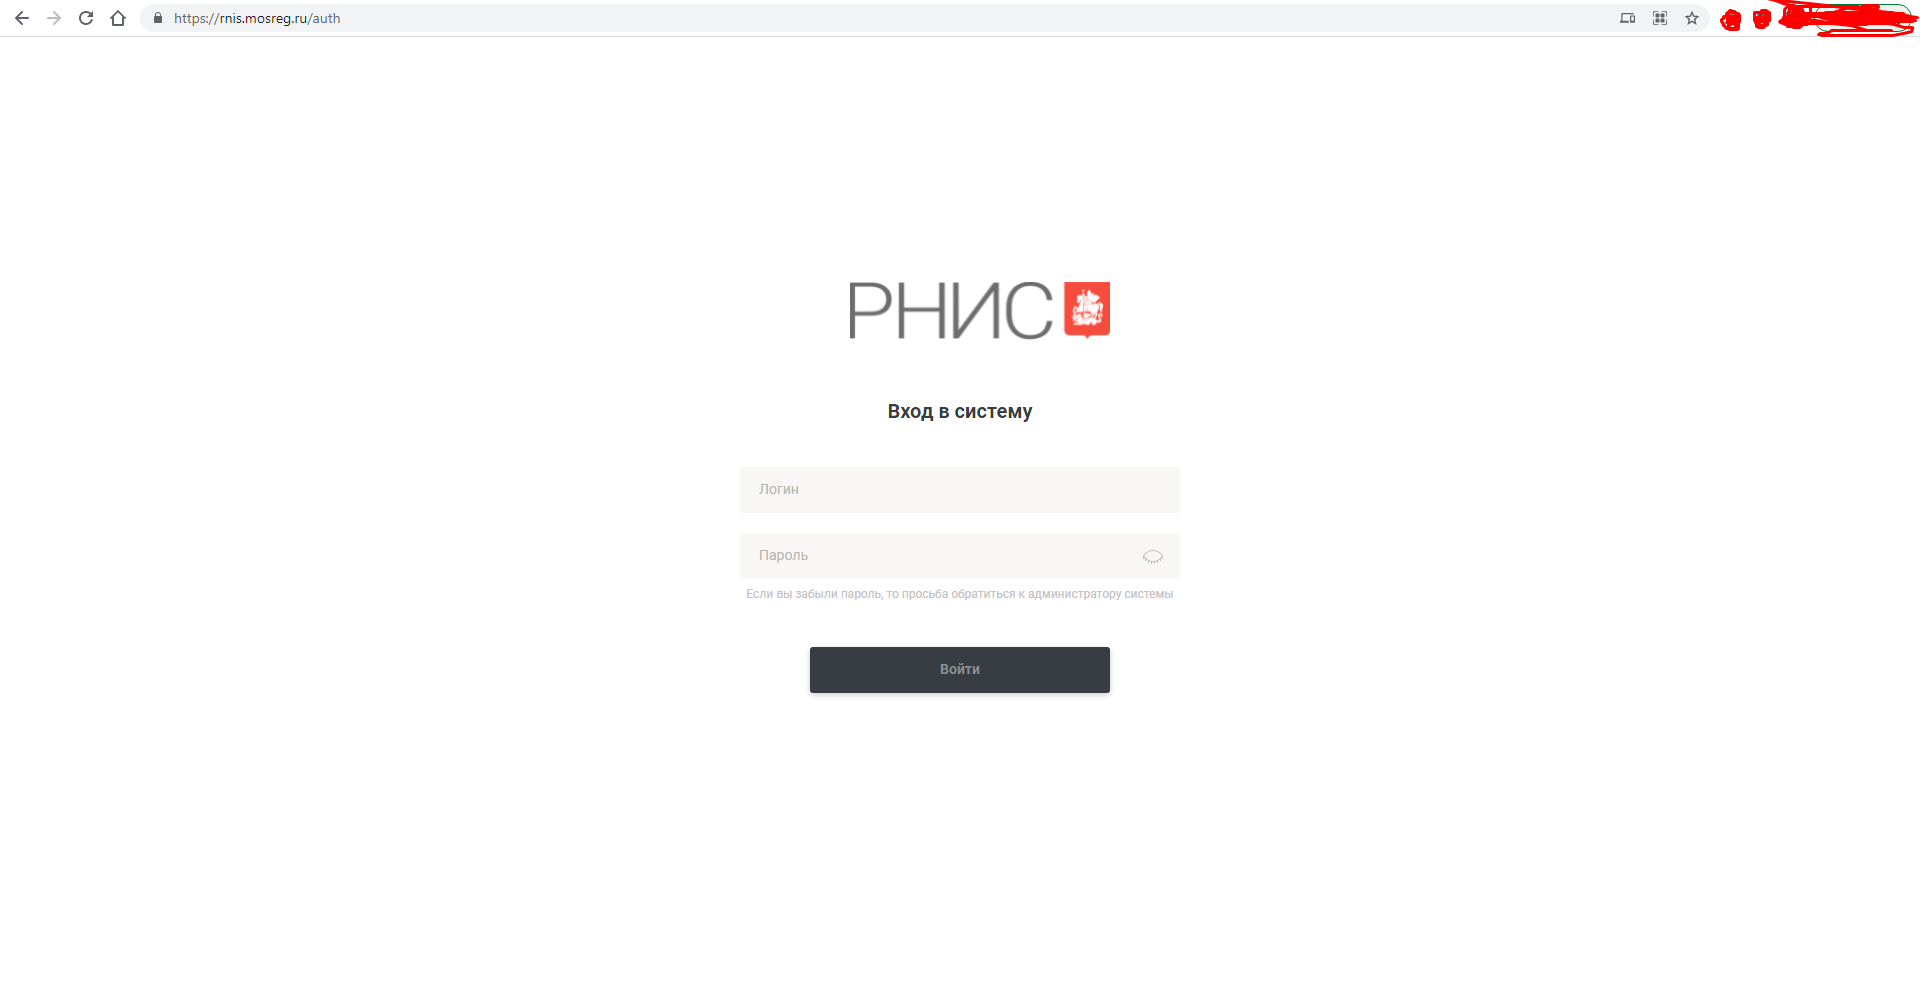 https://rnis.mosreg.ru/auth
РНИС
Вход в систему
Логин
Пароль
Если вы забыли пароль, то просьба обратиться к администратору системы
Войти